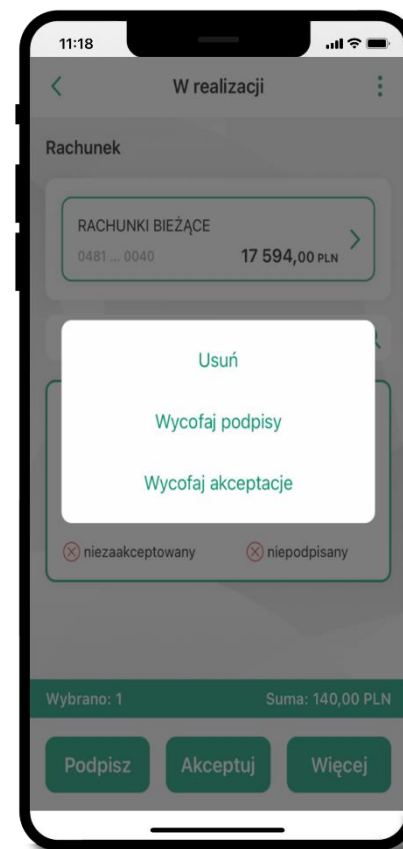 11:18
W realizacji
Rachunek
RACHUNKI BIEŻĄCE
0481 ... 0040 17 594,00 PLN
Usuń
Wycofaj podpisy
Wycofaj akceptacje
niezaakceptowany niepodpisany
Wybrano: 1 Suma: 140,00 PLN
Podpisz Akceptuj Więcej